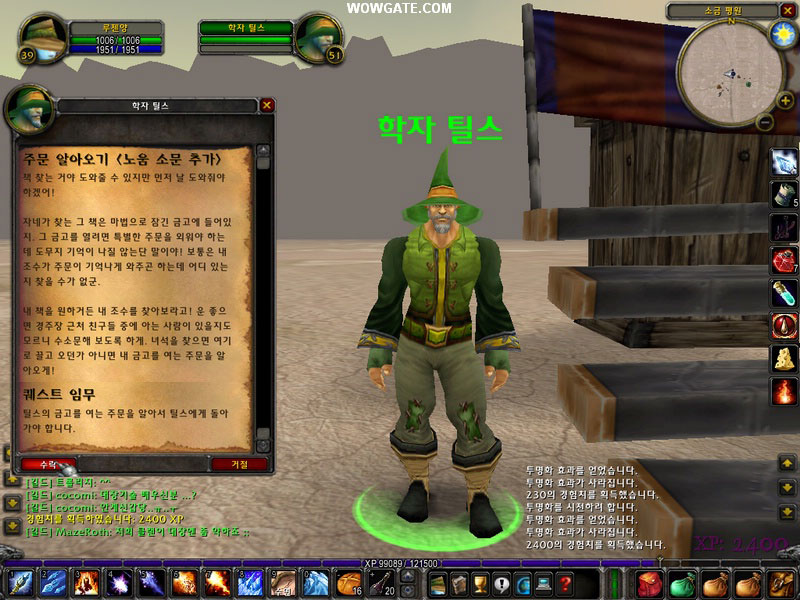 WOWGATE.COM
루첸양
1006 / 1006
1951 / 1951
39
학자 틸스
51
소금 평원
N
학자 틸스
주문 알아오기 <노움 소문 추가>
책 찾는 거야 도와줄 수 있지만 먼저 날 도와줘야
하겠어!
자네가 찾는 그 책은 마법으로 잠긴 금고에 들어있
지. 그 금고를 열려면 특별한 주문을 외워야 하는
데 도무지 기억이 나질 않는단 말이야! 보통은 내
조수가 주문이 기억나게 와주곤 하는데 어디 있는
지 찾을 수가 없군.
내 책을 원하거든 내 조수를 찾아보라고! 운 좋으
면 경주장 근처 친구들 중에 아는 사람이 있을지도
모르니 수소문해 보도록 하게. 녀석을 찾으면 여기
로 끌고 오던가 아니면 내 금고를 여는 주문을 알
아오게!
퀘스트 임무
틸스의 금고를 여는 주문을 알아서 틸스에게 돌아
가야 합니다.
수락
거절
학자 틸스
[길드] cocomi: 대장기술 배우신분 ...?
경험치를 획득하였습니다: 2400 XP
투명화 효과를 얻었습니다.
투명화 효과가 사라집니다.
230의 경험치를 획득했습니다.
투명화를 시전하려 합니다.
투명화 효과를 얻었습니다.
투명화 효과가 사라집니다.
2400의 경험치를 획득했습니다.
XP: 2400
XP 99089 / 121500
5
7
16
20